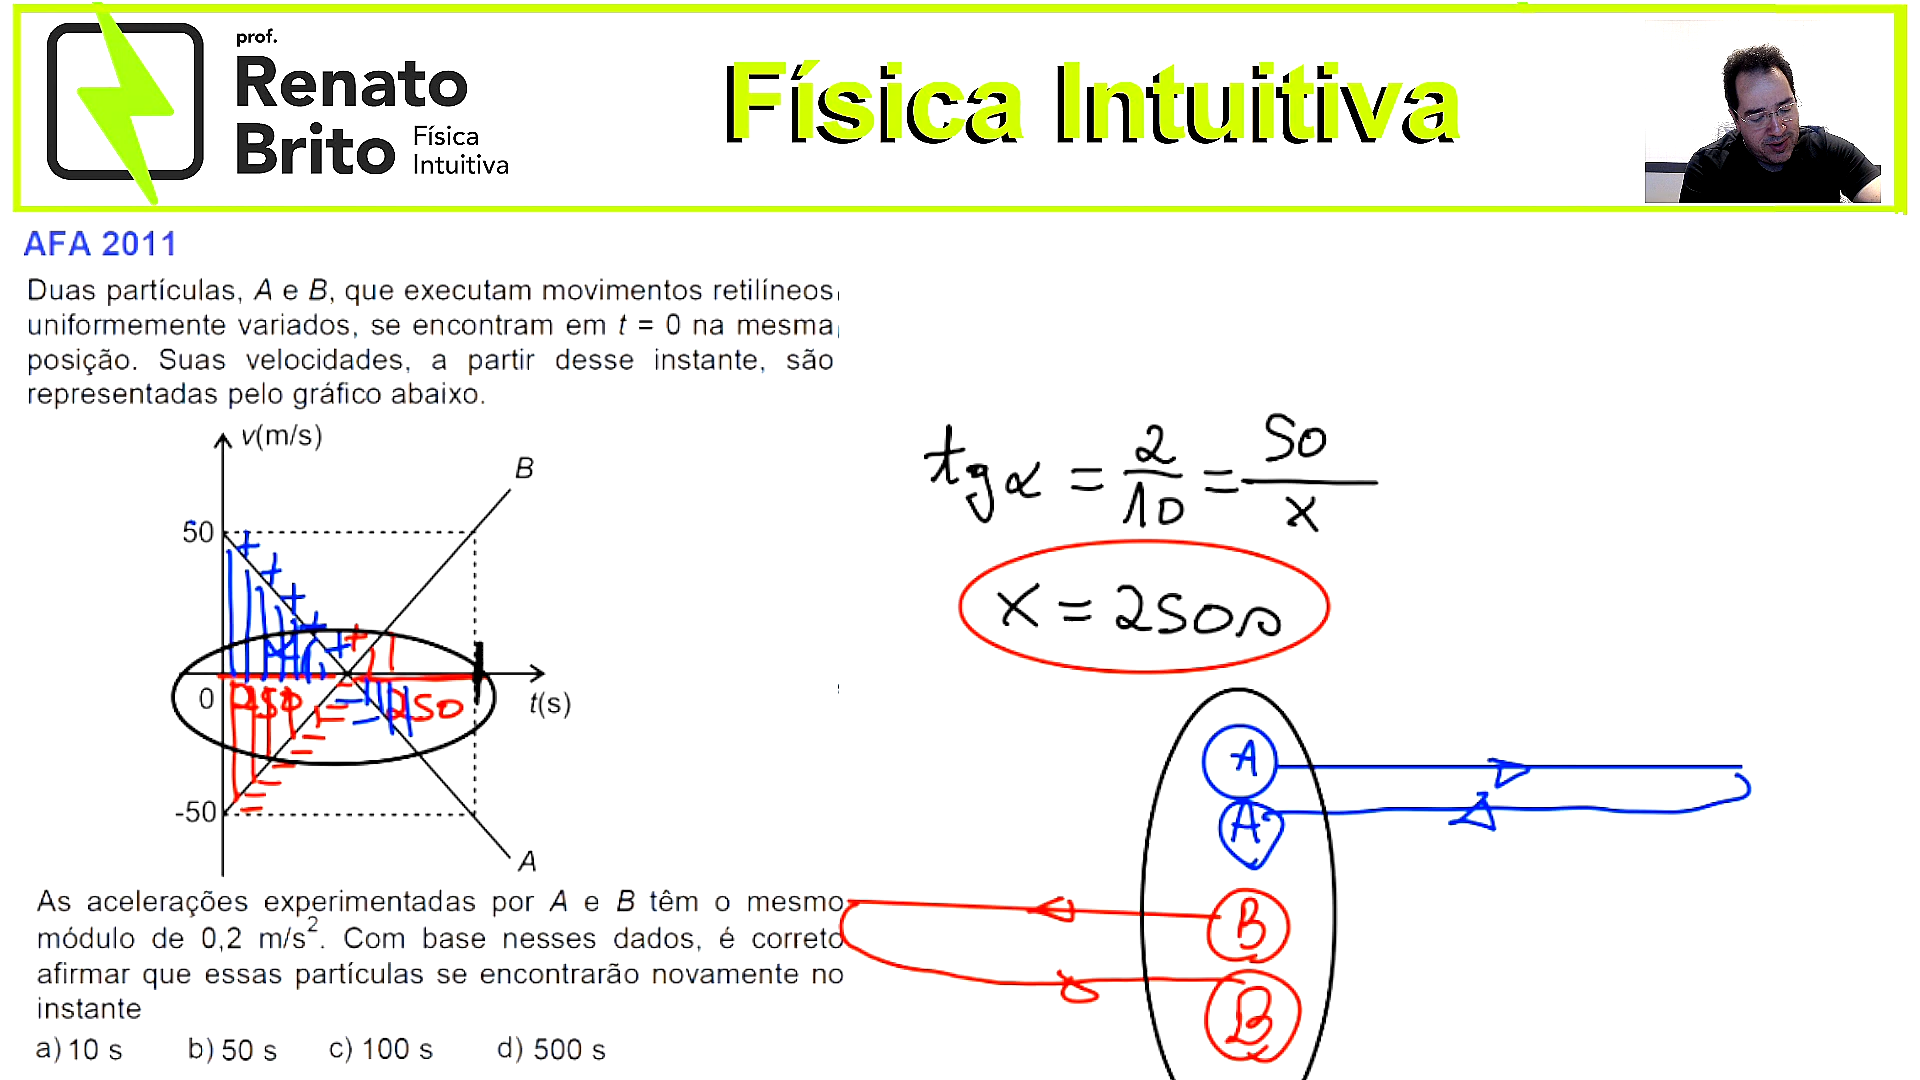 prof.
Renato
Brito
Física
Intuitiva
Física Intuitiva
AFA 2011
Duas partículas, A e B, que executam movimentos retilíneos
uniformemente variados, se encontram em t = 0 na mesma
posição. Suas velocidades, a partir desse instante, são
representadas pelo gráfico abaixo.
v(m/s)
B
50
0
t(s)
-50
A
250
250
As acelerações experimentadas por A e B têm o mesmo
módulo de 0,2 m/s². Com base nesses dados, é correto
afirmar que essas partículas se encontrarão novamente no
instante
a) 10 s b) 50 s c) 100 s d) 500 s
tg α = 2/10 = 50/x
x = 250s
A
A
B
B